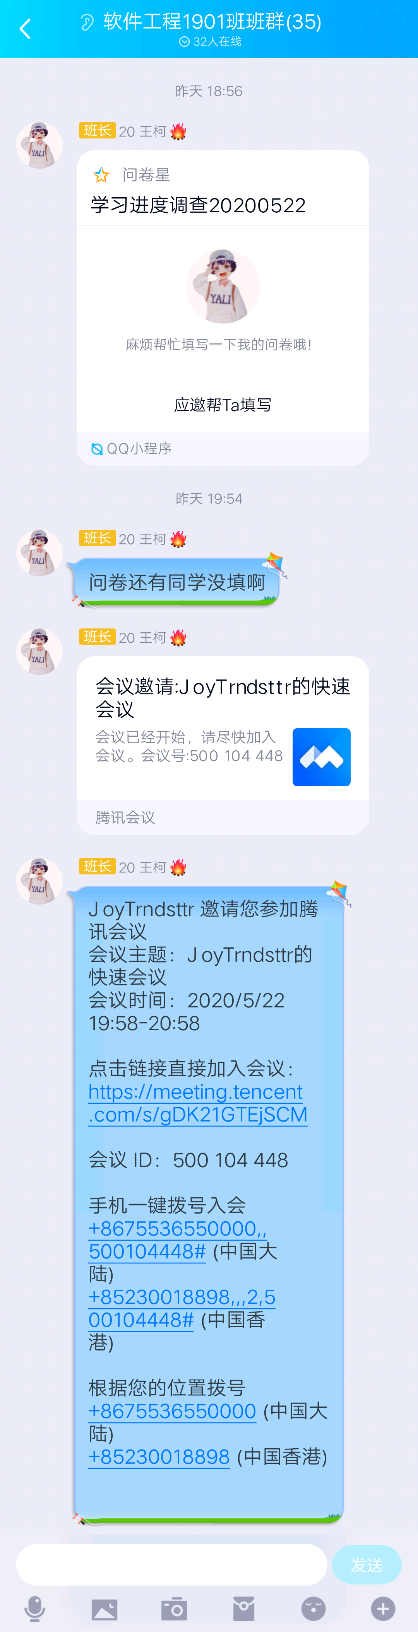 软件工程1901班班群(35)
32人在线
昨天 18:56
班长 20 王柯
问卷星
学习进度调查20200522
YALI
麻烦帮忙填写一下我的问卷哦!
应邀帮Ta填写
QQ小程序
昨天 19:54
班长 20 王柯
问卷还有同学没填啊
班长 20 王柯
会议邀请:JoyTrndsttr的快速
会议
会议已经开始，请尽快加入
会议。会议号:500 104 448
腾讯会议
班长 20 王柯
JoyTrndsttr 邀请您参加腾
讯会议
会议主题：JoyTrndsttr的
快速会议
会议时间：2020/5/22
19:58-20:58
点击链接直接加入会议：
https://meeting.tencent
.com/s/gDK21GTEjSCM
会议 ID：500 104 448
手机一键拨号入会
+8675536550000,,
500104448# (中国大
陆)
+85230018898,,,2,5
00104448# (中国香
港)
根据您的位置拨号
+8675536550000 (中国大
陆)
+85230018898 (中国香港)
发送